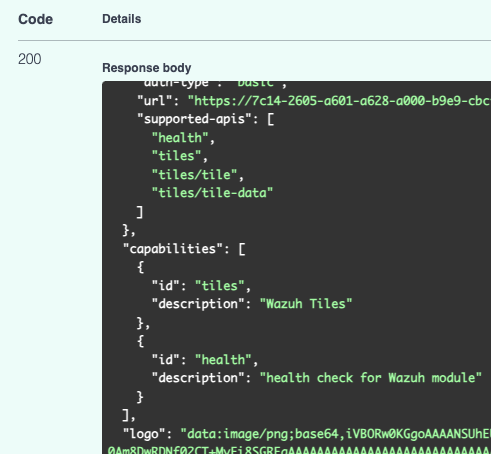 Code Details
200
Response body
"auth-type": "basic",
"url": "https://7c14-2605-a601-a628-a000-b9e9-cbc
"supported-apis": [
"health",
"tiles",
"tiles/tile",
"tiles/tile-data"
]
},
"capabilities": [
{
"id": "tiles",
"description": "Wazuh Tiles"
},
{
"id": "health",
"description": "health check for Wazuh module"
}
],
"logo": "data:image/png;base64,iVBORw0KGgoAAAANSUhE